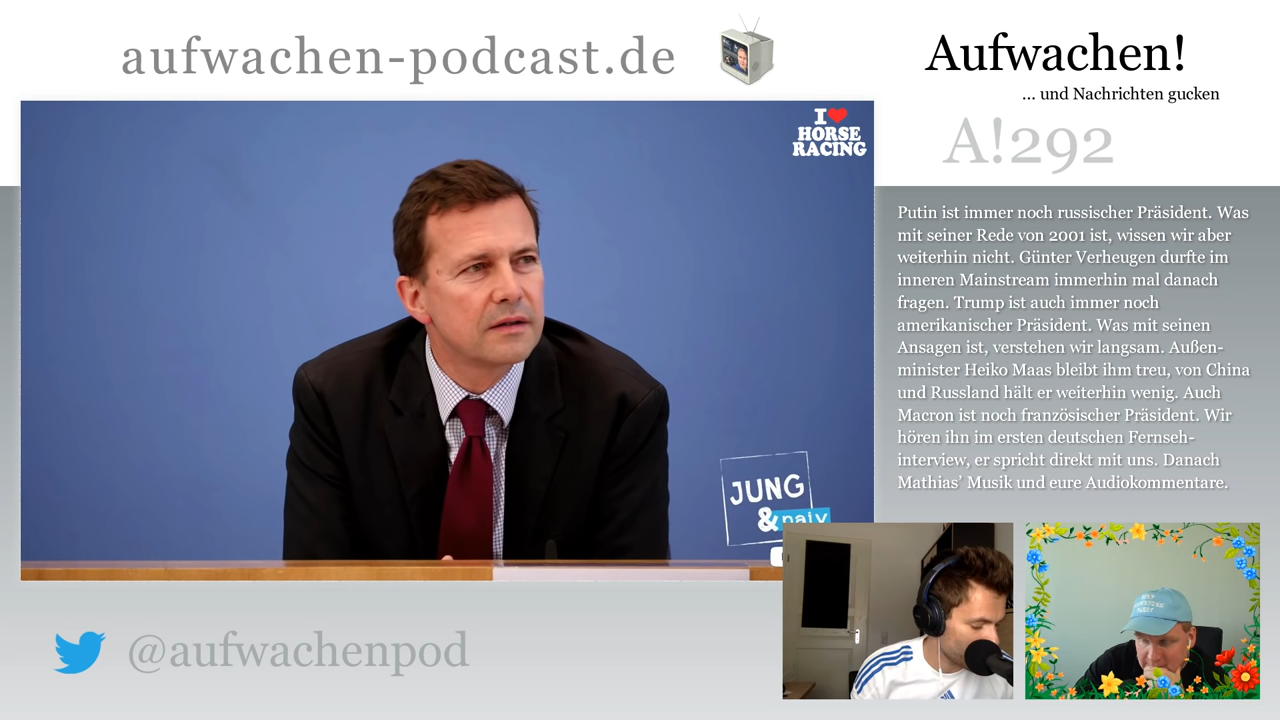 aufwachen-podcast.de
Aufwachen!
... und Nachrichten gucken
A!292
I
HORSE
RACING
Putin ist immer noch russischer Präsident. Was
mit seiner Rede von 2001 ist, wissen wir aber
weiterhin nicht. Günter Verheugen durfte im
inneren Mainstream immerhin mal danach
fragen. Trump ist auch immer noch
amerikanischer Präsident. Was mit seinen
Ansagen ist, verstehen wir langsam. Außen-
minister Heiko Maas bleibt ihm treu, von China
und Russland hält er weiterhin wenig. Auch
Macron ist noch französischer Präsident. Wir
hören ihn im ersten deutschen Fernseh-
interview, er spricht direkt mit uns. Danach
Mathias’ Musik und eure Audiokommentare.
JUNG
& naiv
@aufwachenpod